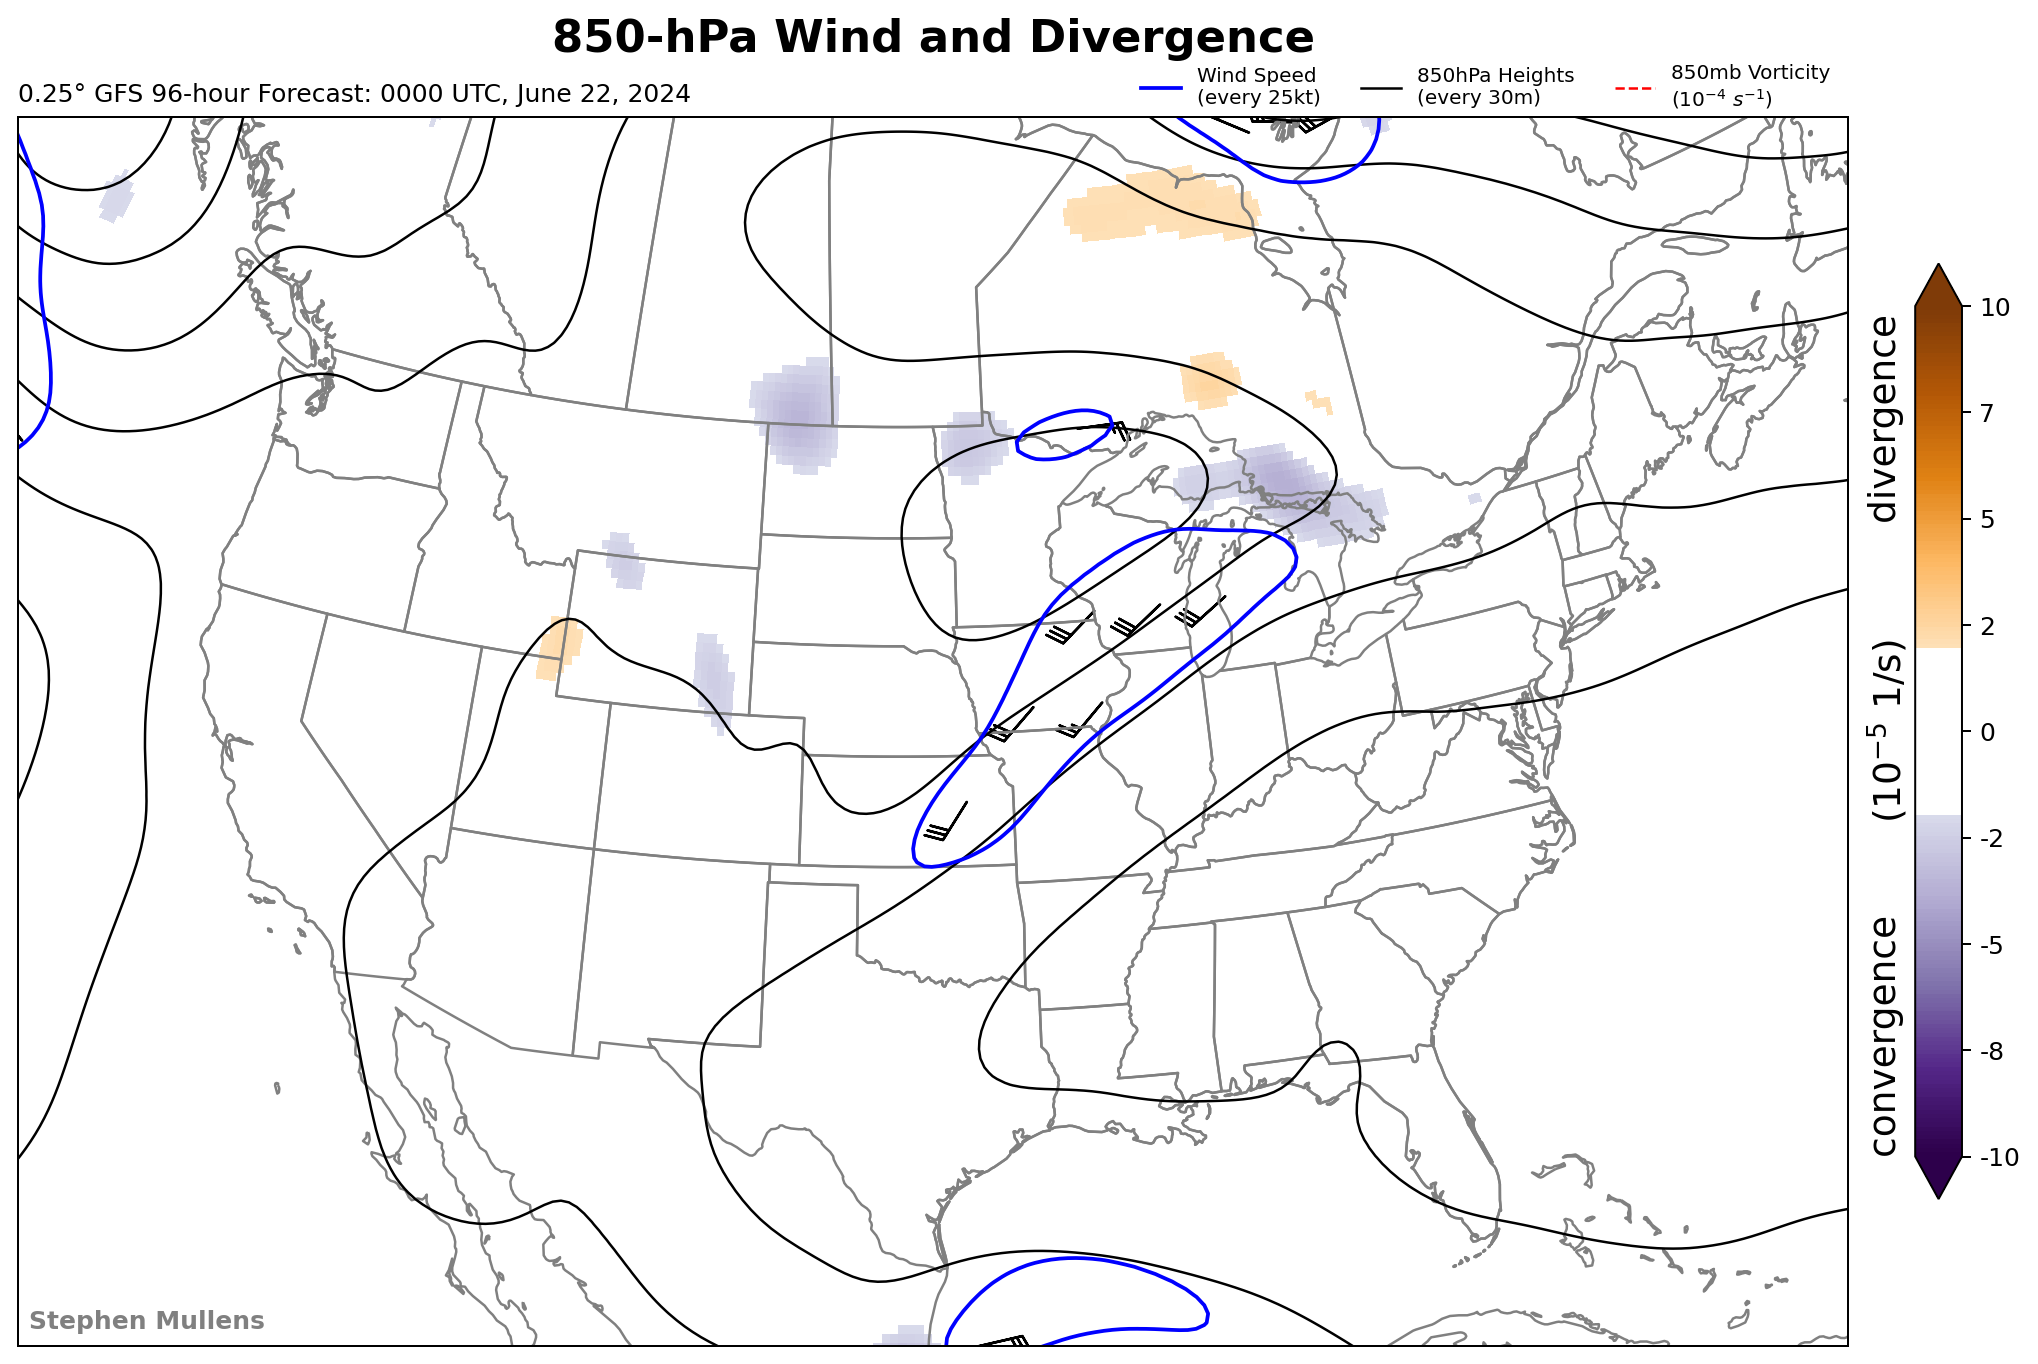 850-hPa Wind and Divergence
0.25° GFS 96-hour Forecast: 0000 UTC, June 22, 2024
Wind Speed
(every 25kt)
850hPa Heights
(every 30m)
850mb Vorticity
(10⁻⁴ s⁻¹)
10
7
5
2
0
-2
-5
-8
-10
convergence (10⁻⁵ 1/s) divergence
Stephen Mullens